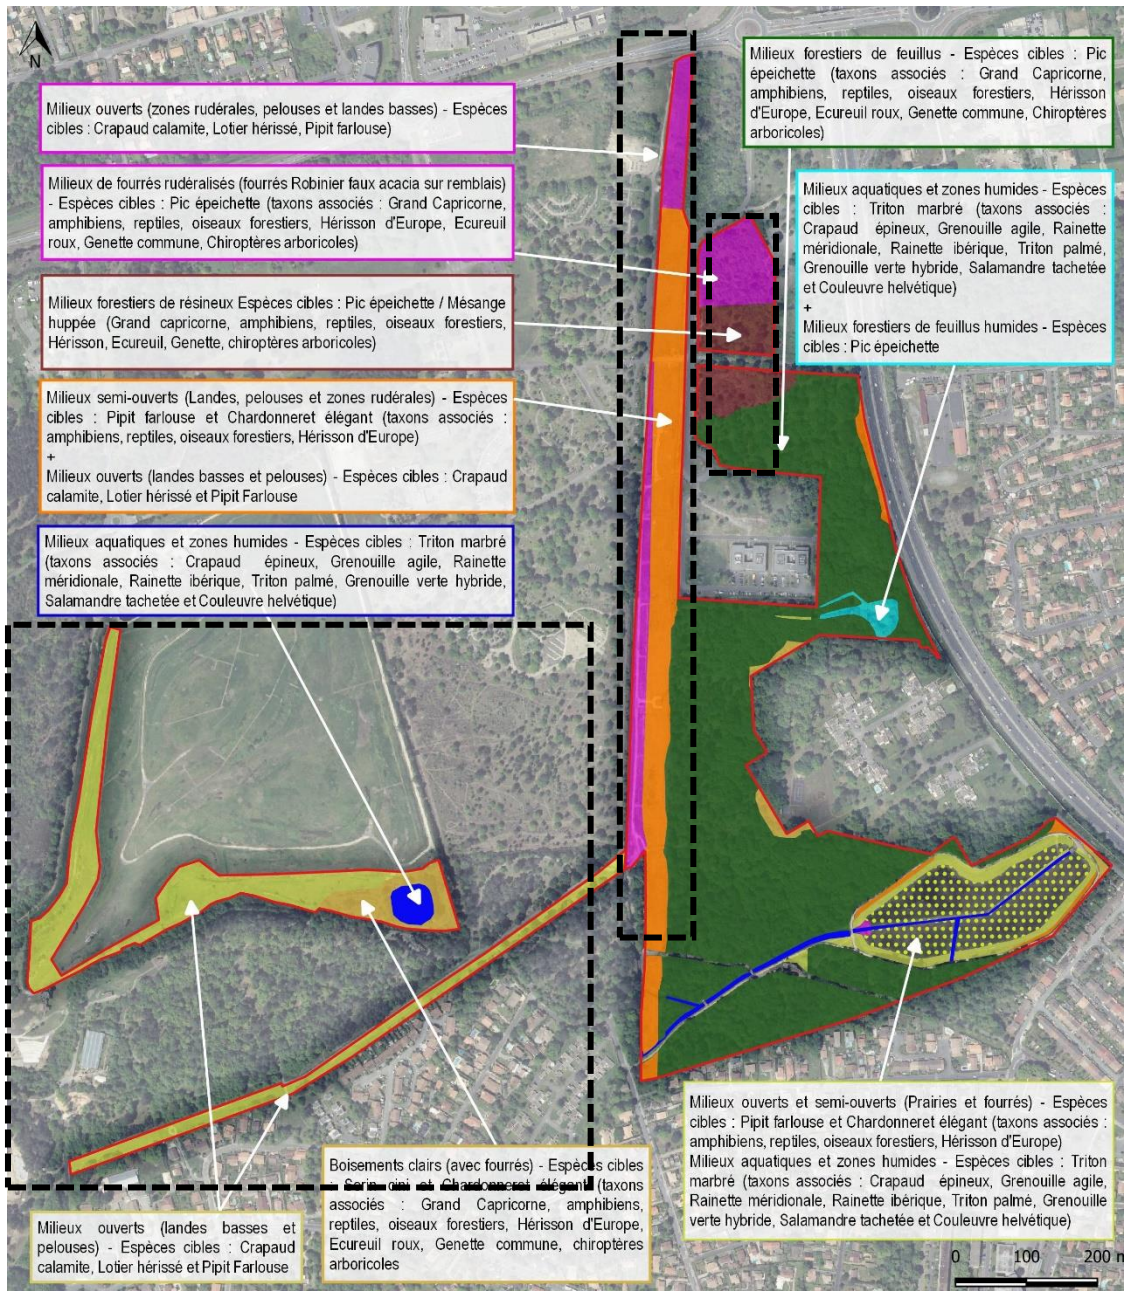 N
Milieux ouverts (zones rudérales, pelouses et landes basses) - Espèces
cibles : Crapaud calamite, Lotier hérissé, Pipit farlouse)
Milieux de fourrés rudéralisés (fourrés Robinier faux acacia sur remblais)
- Espèces cibles : Pic épeichette (taxons associés : Grand Capricorne,
amphibiens, reptiles, oiseaux forestiers, Hérisson d'Europe, Ecureuil
roux, Genette commune, Chiroptères arboricoles)
Milieux forestiers de résineux Espèces cibles : Pic épeichette / Mésange
huppée (Grand capricorne, amphibiens, reptiles, oiseaux forestiers,
Hérisson, Ecureuil, Genette, chiroptères arboricoles)
Milieux semi-ouverts (Landes, pelouses et zones rudérales) - Espèces
cibles : Pipit farlouse et Chardonneret élégant (taxons associés :
amphibiens, reptiles, oiseaux forestiers, Hérisson d'Europe)
+
Milieux ouverts (landes basses et pelouses) - Espèces cibles : Crapaud
calamite, Lotier hérissé et Pipit Farlouse
Milieux aquatiques et zones humides - Espèces cibles : Triton marbré
(taxons associés : Crapaud épineux, Grenouille agile, Rainette
méridionale, Rainette ibérique, Triton palmé, Grenouille verte hybride,
Salamandre tachetée et Couleuvre helvétique)
Milieux forestiers de feuillus - Espèces cibles : Pic
épeichette (taxons associés : Grand Capricorne,
amphibiens, reptiles, oiseaux forestiers, Hérisson
d'Europe, Ecureuil roux, Genette commune, Chiroptères
arboricoles)
Milieux aquatiques et zones humides - Espèces
cibles : Triton marbré (taxons associés :
Crapaud épineux, Grenouille agile, Rainette
méridionale, Rainette ibérique, Triton palmé,
Grenouille verte hybride, Salamandre tachetée
et Couleuvre helvétique)
+
Milieux forestiers de feuillus humides - Espèces
cibles : Pic épeichette
Milieux ouverts et semi-ouverts (Prairies et fourrés) - Espèces
cibles : Pipit farlouse et Chardonneret élégant (taxons associés :
amphibiens, reptiles, oiseaux forestiers, Hérisson d'Europe)
Milieux aquatiques et zones humides - Espèces cibles : Triton
marbré (taxons associés : Crapaud épineux, Grenouille agile,
Rainette méridionale, Rainette ibérique, Triton palmé, Grenouille
verte hybride, Salamandre tachetée et Couleuvre helvétique)
Boisements clairs (avec fourrés) - Espèces cibles
: Serin cini et Chardonneret élégant (taxons
associés : Grand Capricorne, amphibiens,
reptiles, oiseaux forestiers, Hérisson d'Europe,
Ecureuil roux, Genette commune, chiroptères
arboricoles
Milieux ouverts (landes basses et
pelouses) - Espèces cibles : Crapaud
calamite, Lotier hérissé et Pipit Farlouse
0 100 200 m